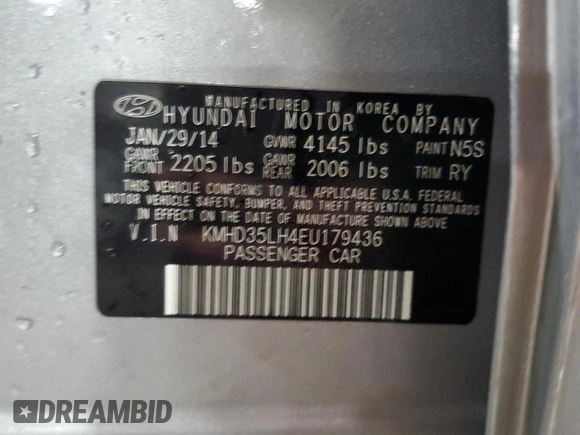 MANUFACTURED IN KOREA BY
HYUNDAI MOTOR COMPANY
JAN/29/14 GVWR 4145 lbs PAINT N5S
GAWR FRONT 2205 lbs GAWR REAR 2006 lbs TRIM RY
THIS VEHICLE CONFORMS TO ALL APPLICABLE U.S.A. FEDERAL
MOTOR VEHICLE SAFETY, BUMPER, AND THEFT PREVENTION STANDARDS
IN EFFECT ON THE DATE OF MANUFACTURE SHOWN ABOVE
V.I.N KMHD35LH4EU179436
PASSENGER CAR
DREAMBID